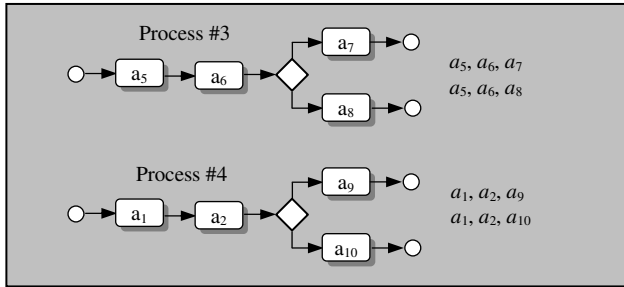 Process #3
a5 a6 a7
a8
a5, a6, a7
a5, a6, a8
Process #4
a1 a2 a9
a10
a1, a2, a9
a1, a2, a10